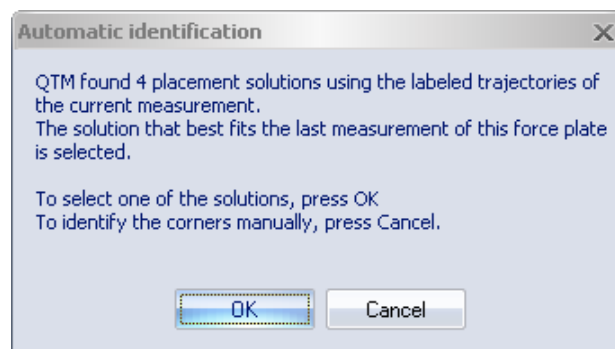 Automatic identification
QTM found 4 placement solutions using the labeled trajectories of
the current measurement.
The solution that best fits the last measurement of this force plate
is selected.
To select one of the solutions, press OK
To identify the corners manually, press Cancel.
OK
Cancel